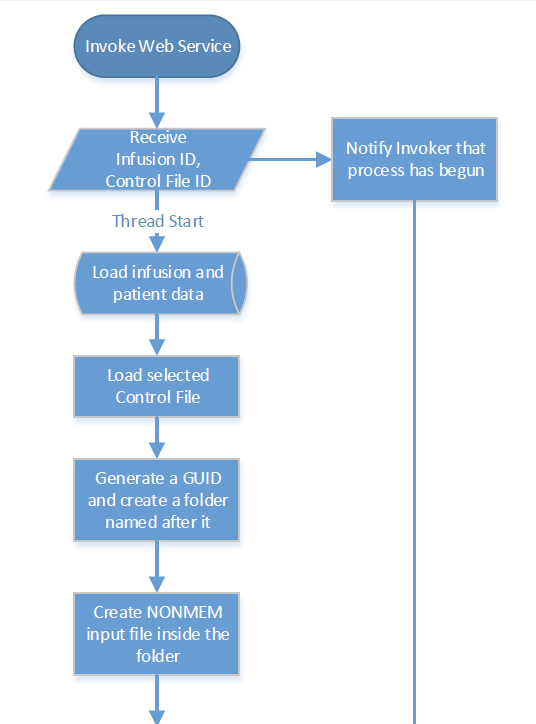 Invoke Web Service
Receive
Infusion ID,
Control File ID
Notify Invoker that
process has begun
Thread Start
Load infusion and
patient data
Load selected
Control File
Generate a GUID
and create a folder
named after it
Create NONMEM
input file inside the
folder